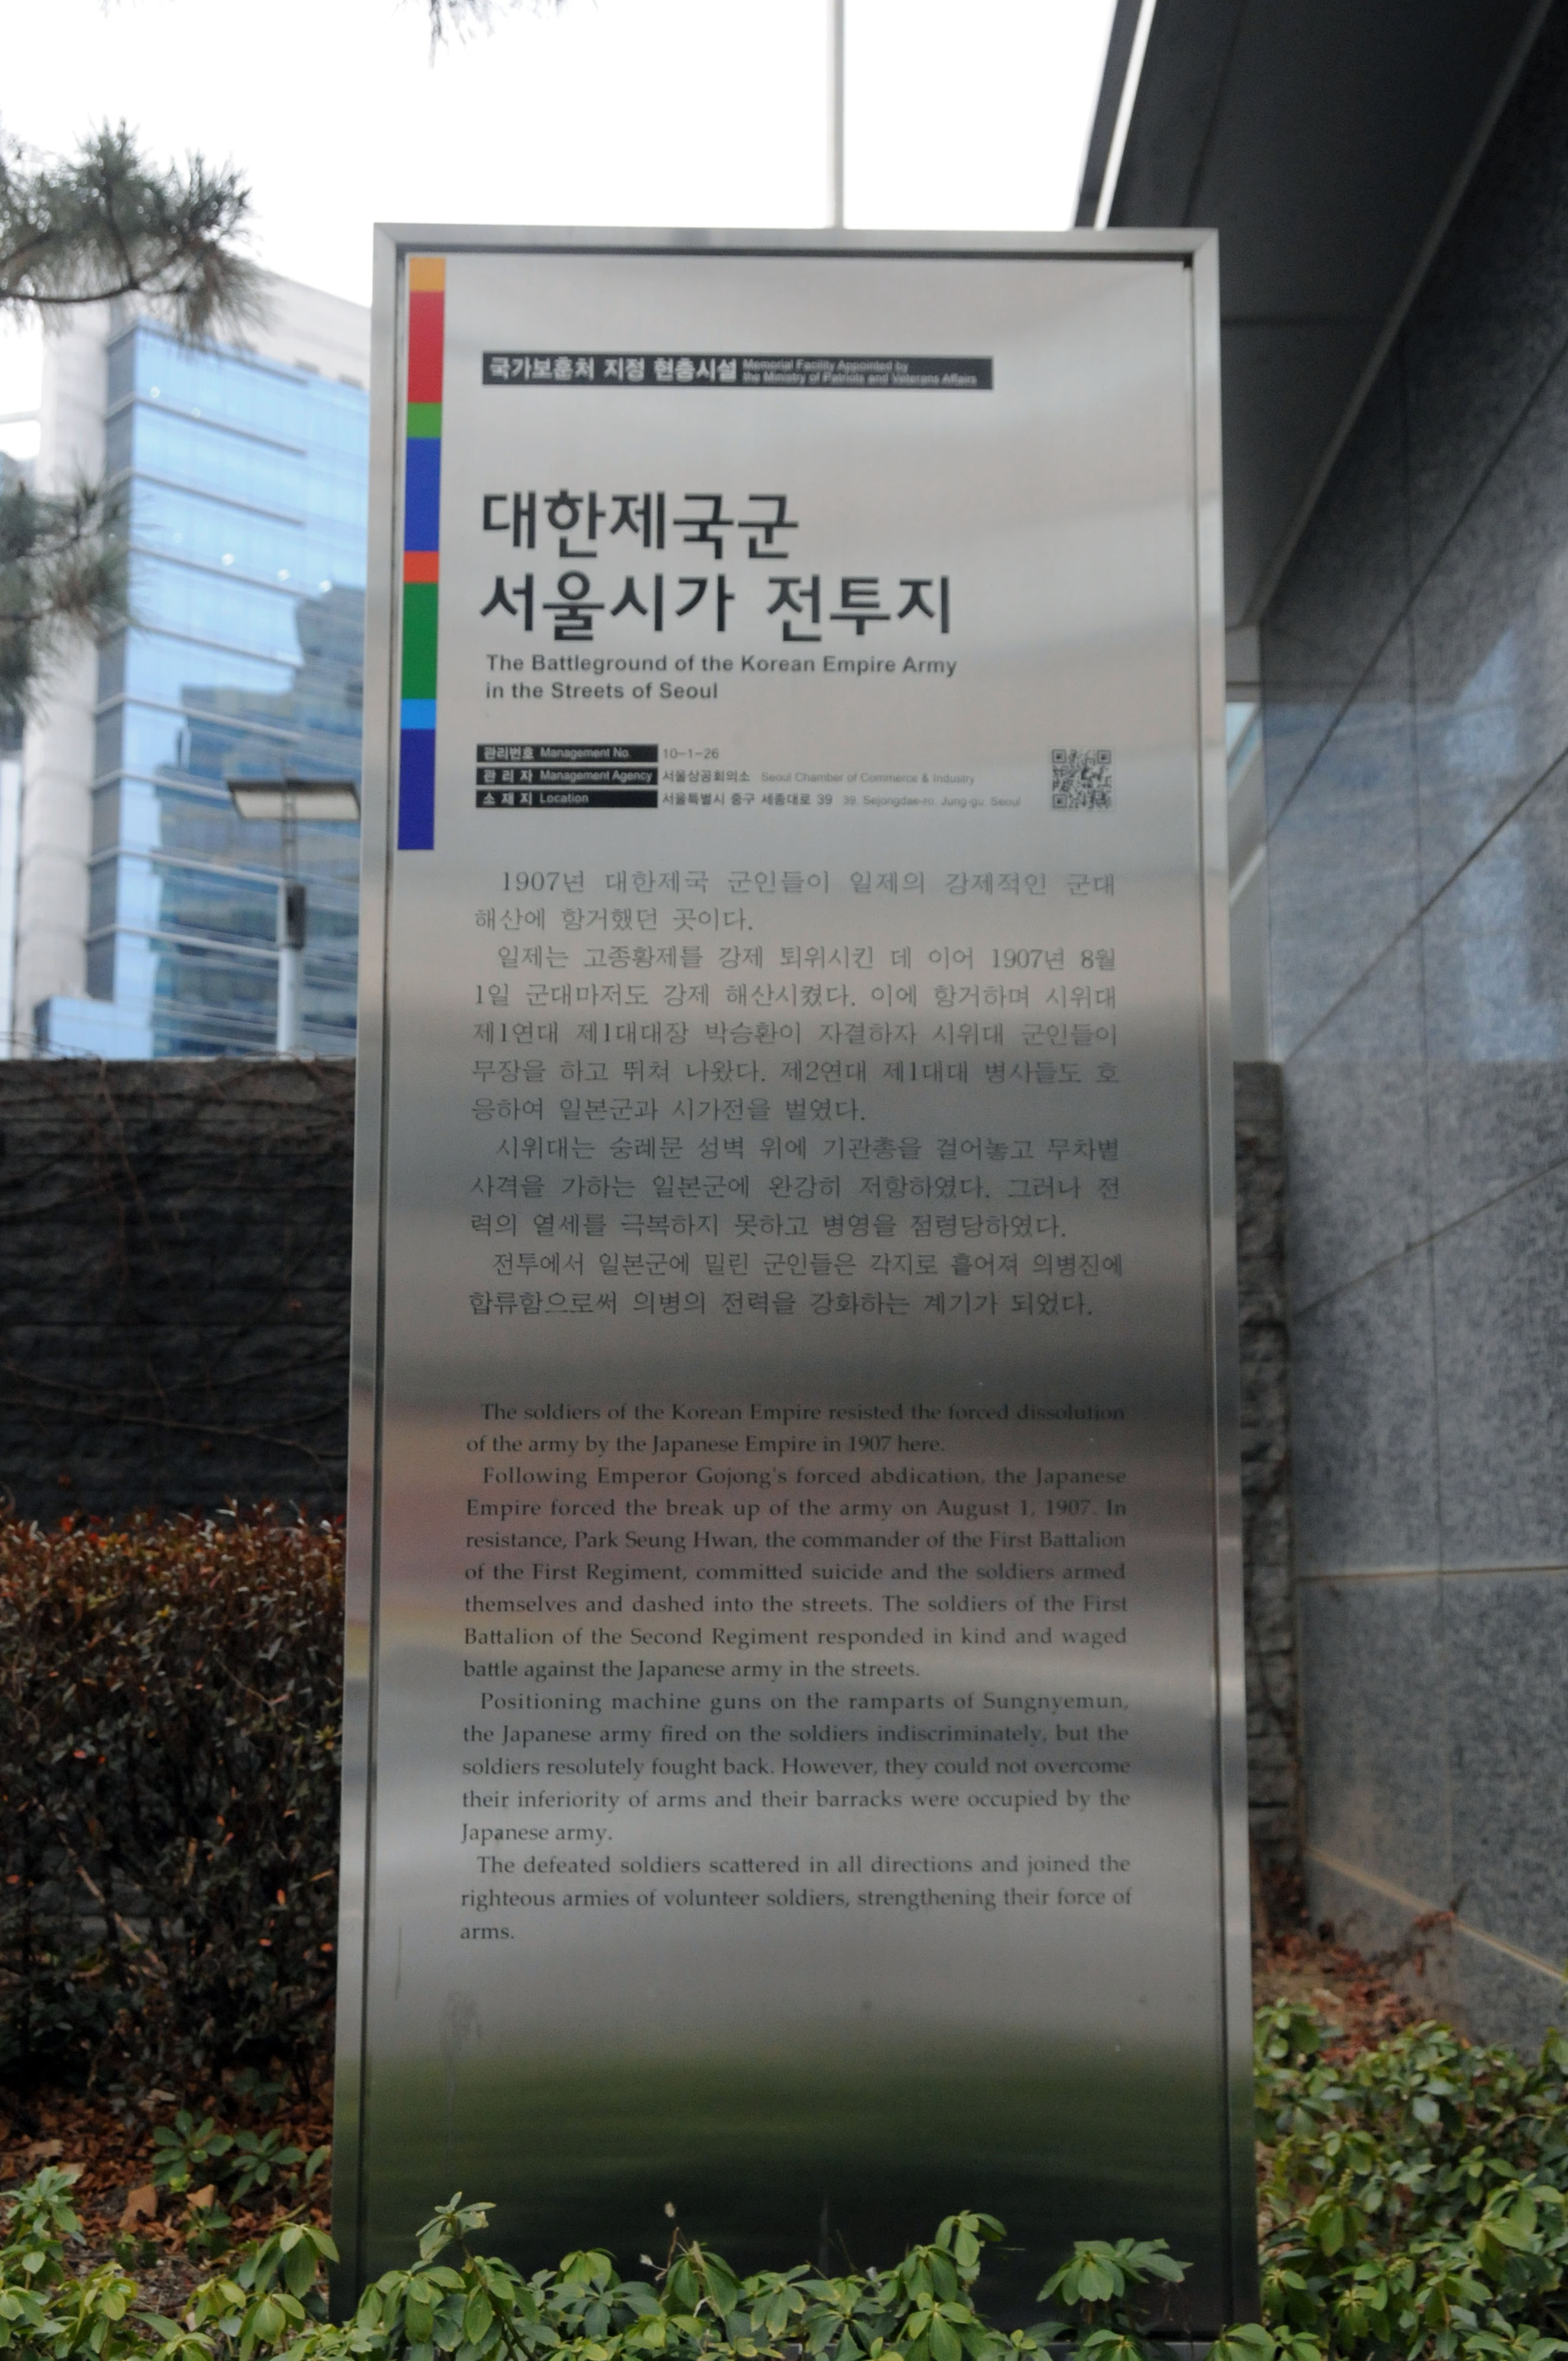 국가보훈처 지정 현충시설 Memorial Facility Appointed by
the Ministry of Patriots and Veterans Affairs
대한제국군
서울시가 전투지
The Battleground of the Korean Empire Army
in the Streets of Seoul
관리번호 Management No. 10-1-26
관 리 자 Management Agency 서울상공회의소 Seoul Chamber of Commerce & Industry
소 재 지 Location 서울특별시 중구 세종대로 39 39, Sejongdae-ro, Jung-gu, Seoul
1907년 대한제국 군인들이 일제의 강제적인 군대
해산에 항거했던 곳이다.
일제는 고종황제를 강제 퇴위시킨 데 이어 1907년 8월
1일 군대마저도 강제 해산시켰다. 이에 항거하며 시위대
제1연대 제1대대장 박승환이 자결하자 시위대 군인들이
무장을 하고 뛰쳐 나왔다. 제2연대 제1대대 병사들도 호
응하여 일본군과 시가전을 벌였다.
시위대는 숭례문 성벽 위에 기관총을 걸어놓고 무차별
사격을 가하는 일본군에 완강히 저항하였다. 그러나 전
력의 열세를 극복하지 못하고 병영을 점령당하였다.
전투에서 일본군에 밀린 군인들은 각지로 흩어져 의병진에
합류함으로써 의병의 전력을 강화하는 계기가 되었다.
The soldiers of the Korean Empire resisted the forced dissolution
of the army by the Japanese Empire in 1907 here.
Following Emperor Gojong's forced abdication, the Japanese
Empire forced the break up of the army on August 1, 1907. In
resistance, Park Seung Hwan, the commander of the First Battalion
of the First Regiment, committed suicide and the soldiers armed
themselves and dashed into the streets. The soldiers of the First
Battalion of the Second Regiment responded in kind and waged
battle against the Japanese army in the streets.
Positioning machine guns on the ramparts of Sungnyemun,
the Japanese army fired on the soldiers indiscriminately, but the
soldiers resolutely fought back. However, they could not overcome
their inferiority of arms and their barracks were occupied by the
Japanese army.
The defeated soldiers scattered in all directions and joined the
righteous armies of volunteer soldiers, strengthening their force of
arms.